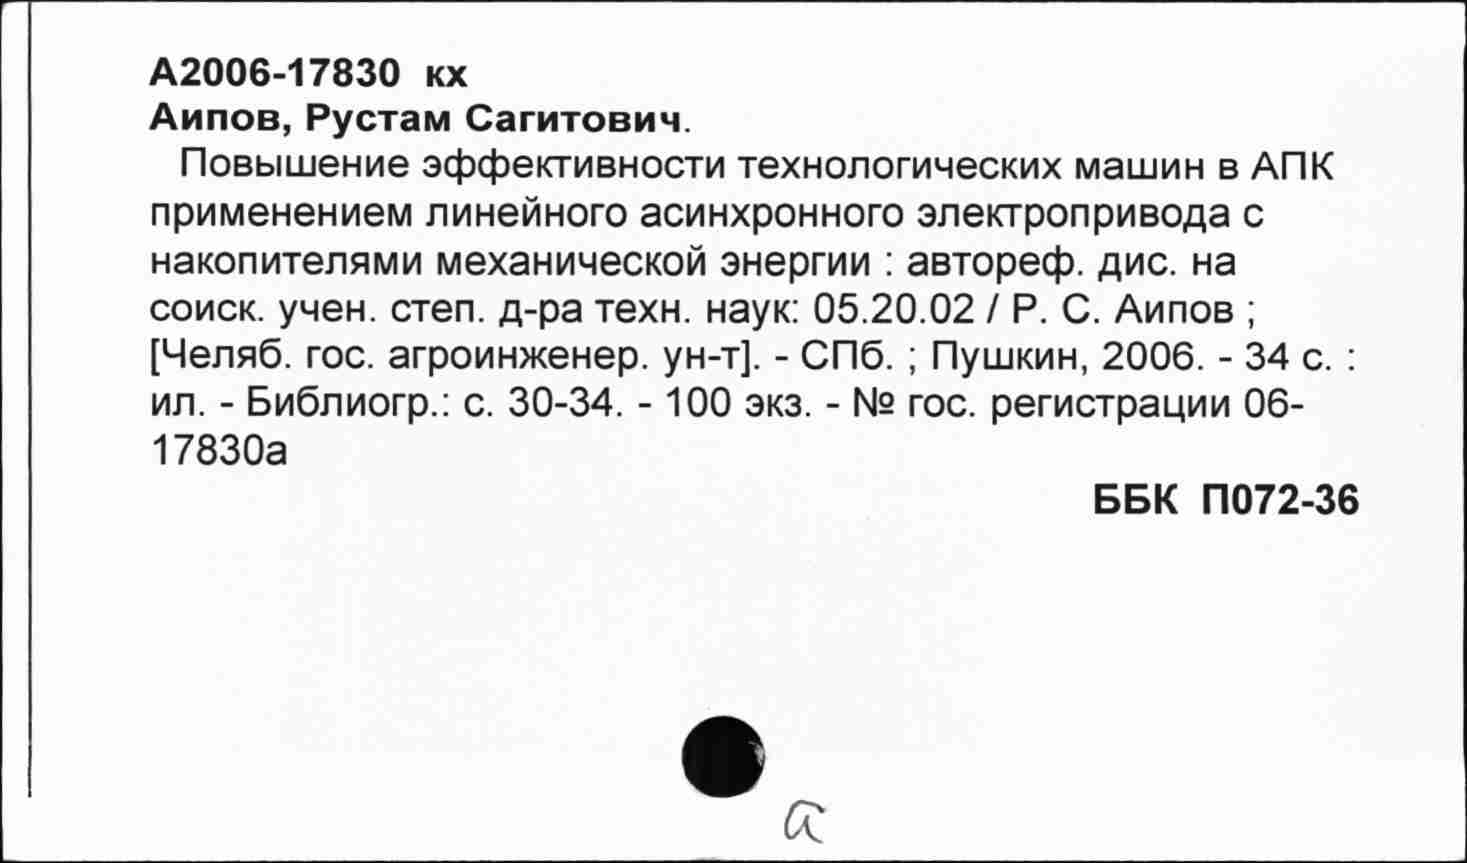 А2006-17830 кх
Аипов, Рустам Сагитович.
Повышение эффективности технологических машин в АПК
применением линейного асинхронного электропривода с
накопителями механической энергии : автореф. дис. на
соиск. учен. степ. д-ра техн. наук: 05.20.02 / Р. С. Аипов ;
[Челяб. гос. агроинженер. ун-т]. - СПб. ; Пушкин, 2006. - 34 с. :
ил. - Библиогр.: с. 30-34. - 100 экз. - № гос. регистрации 06-
17830а
ББК П072-36
а